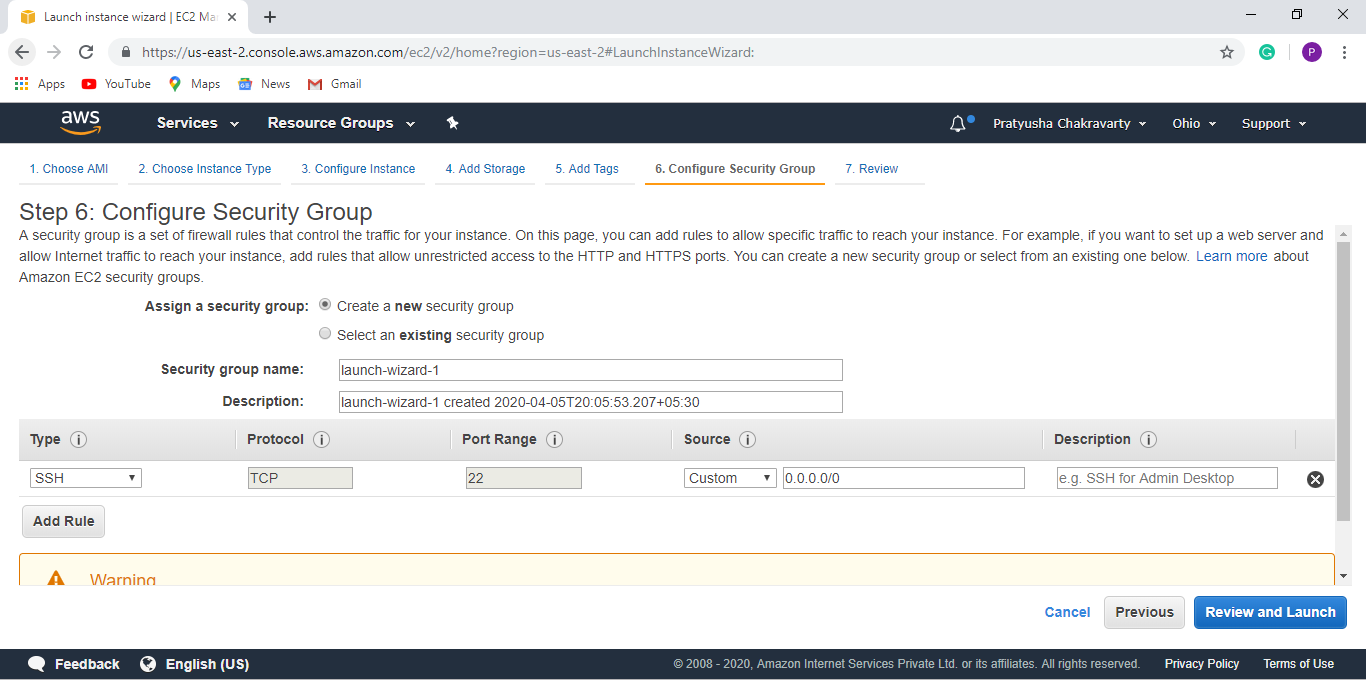 Launch instance wizard | EC2 Ma
https://us-east-2.console.aws.amazon.com/ec2/v2/home?region=us-east-2#LaunchInstanceWizard:
P
Apps YouTube Maps News Gmail
aws Services Resource Groups Pratyusha Chakravarty Ohio Support
1. Choose AMI 2. Choose Instance Type 3. Configure Instance 4. Add Storage 5. Add Tags 6. Configure Security Group 7. Review
Step 6: Configure Security Group
A security group is a set of firewall rules that control the traffic for your instance. On this page, you can add rules to allow specific traffic to reach your instance. For example, if you want to set up a web server and
allow Internet traffic to reach your instance, add rules that allow unrestricted access to the HTTP and HTTPS ports. You can create a new security group or select from an existing one below. Learn more about
Amazon EC2 security groups.
Assign a security group: Create a new security group
Select an existing security group
Security group name: launch-wizard-1
Description: launch-wizard-1 created 2020-04-05T20:05:53.207+05:30
Type i Protocol i Port Range i Source i Description i
SSH TCP 22 Custom 0.0.0.0/0 e.g. SSH for Admin Desktop
Add Rule
Warning
Cancel Previous Review and Launch
Feedback English (US) © 2008 - 2020, Amazon Internet Services Private Ltd. or its affiliates. All rights reserved. Privacy Policy Terms of Use